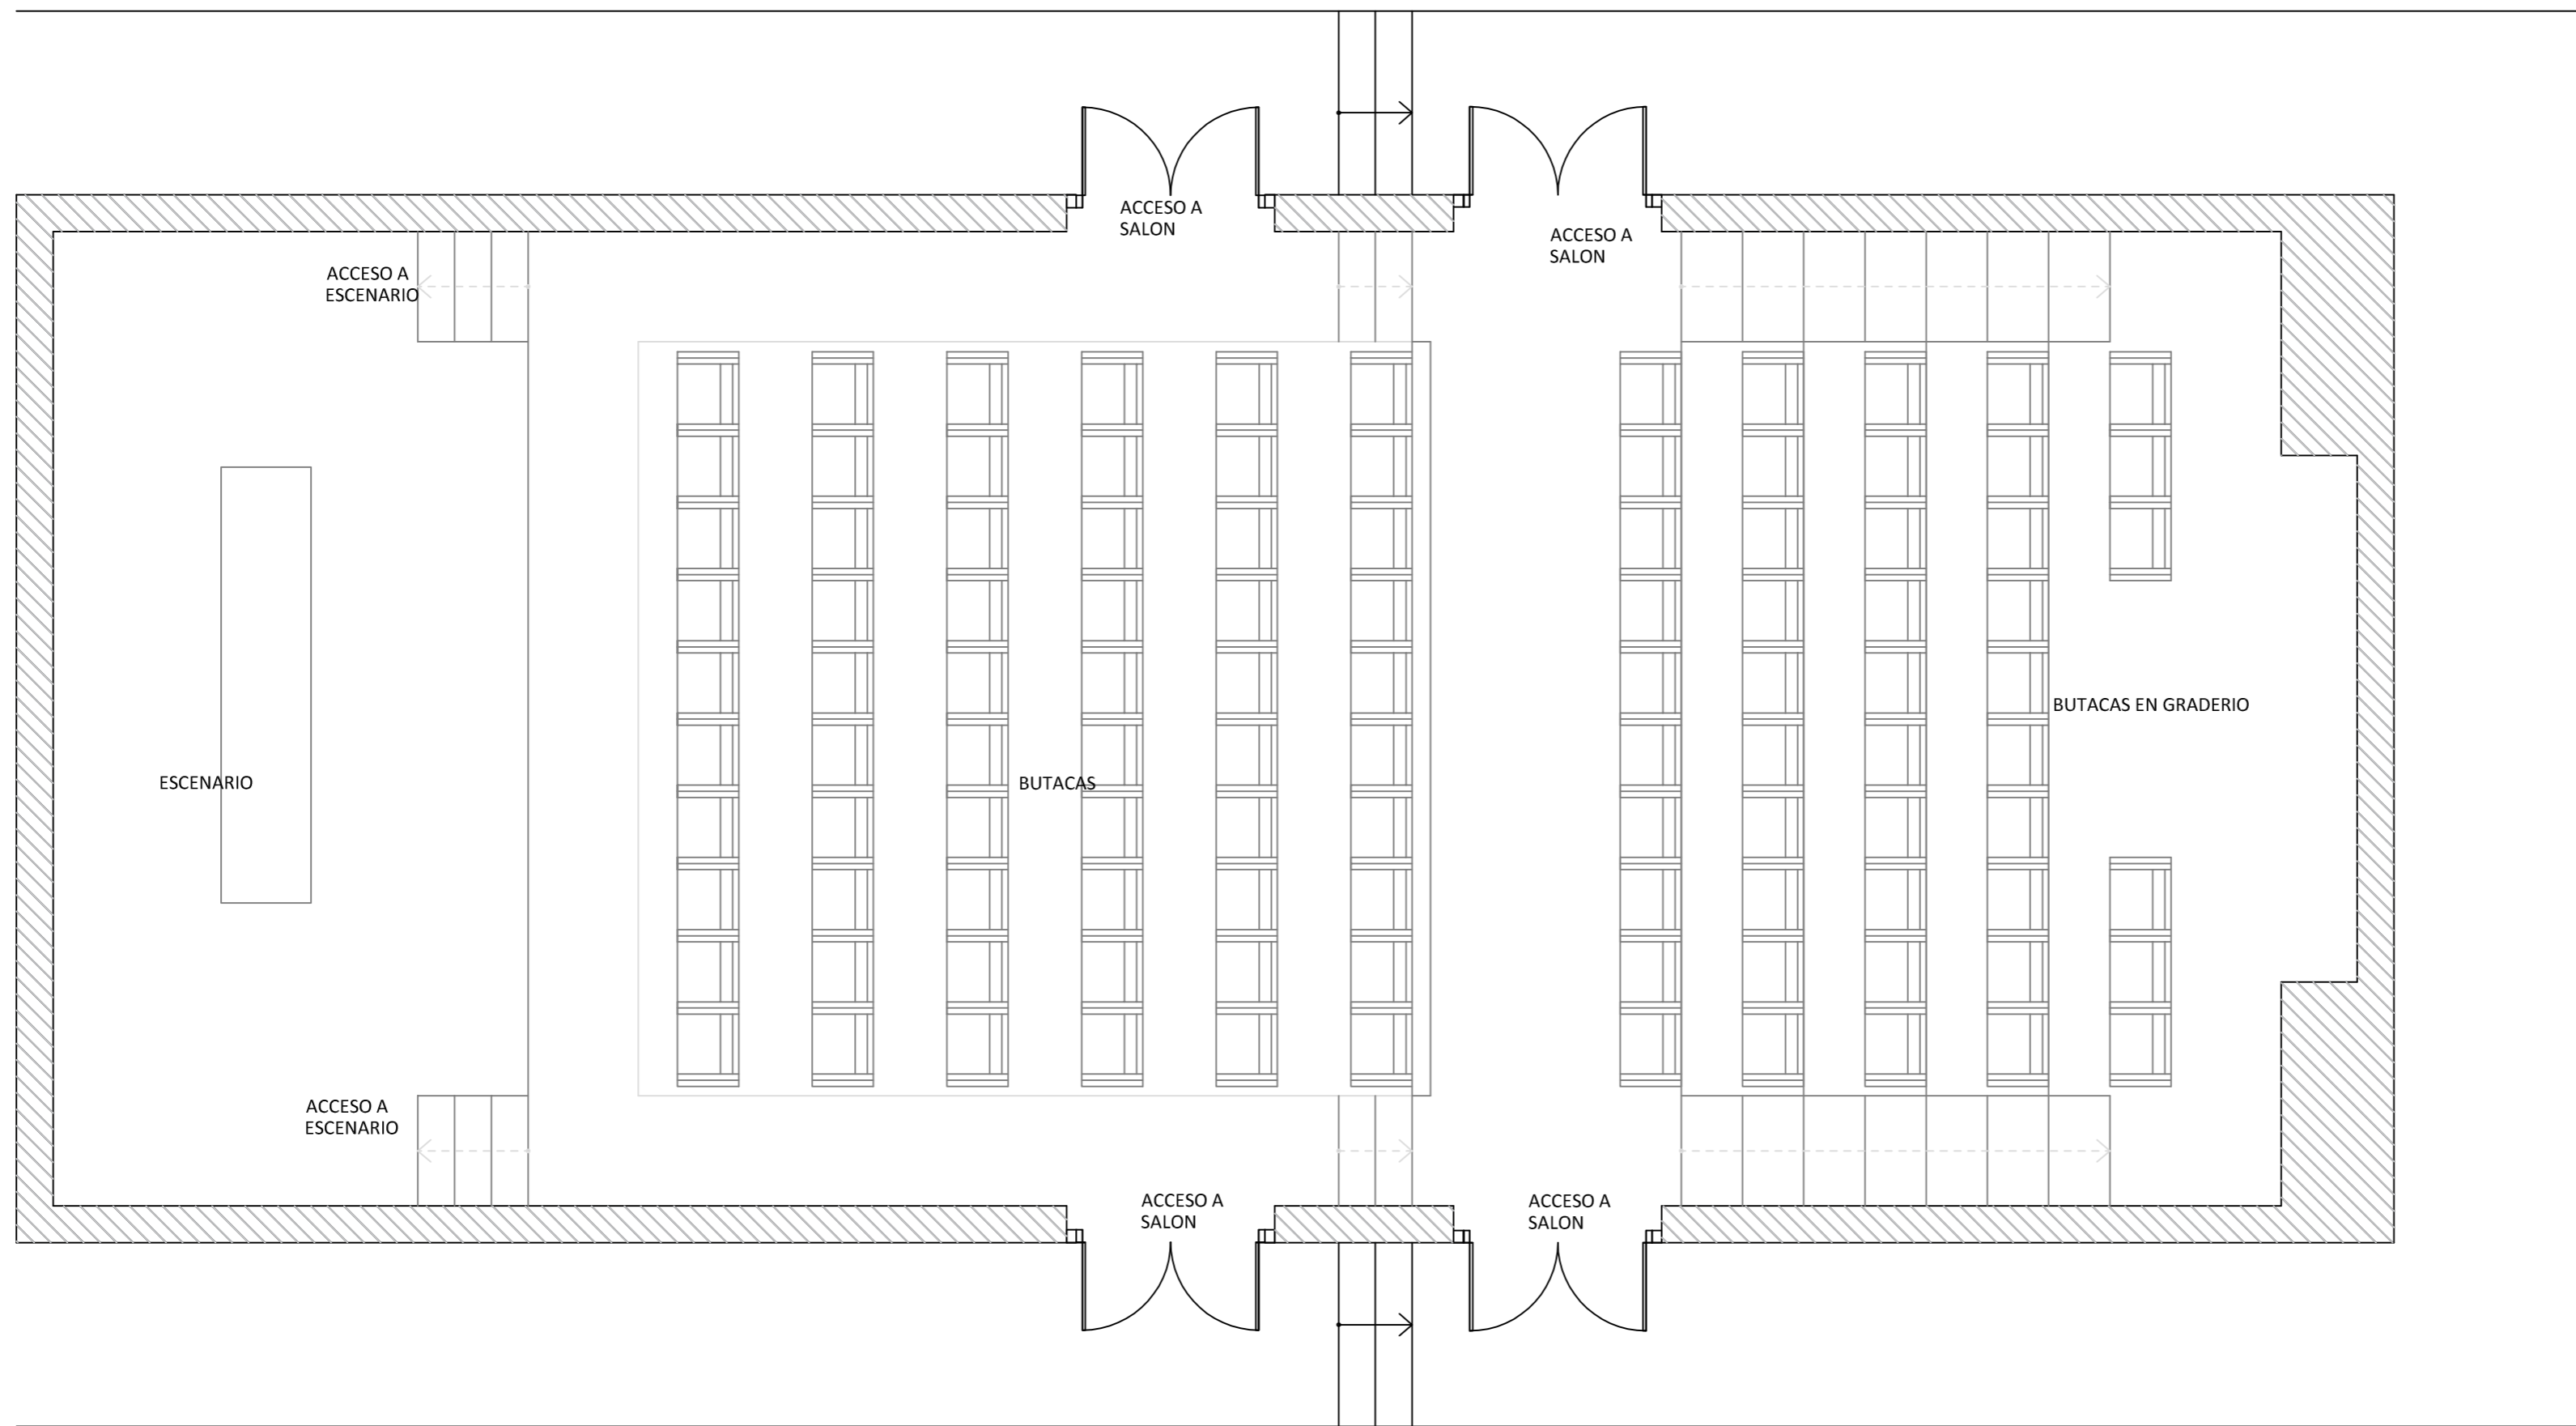 ACCESO A
SALON
ACCESO A
SALON
ACCESO A
ESCENARIO
BUTACAS EN GRADERIO
ESCENARIO
BUTACAS
ACCESO A
ESCENARIO
ACCESO A
SALON
ACCESO A
SALON